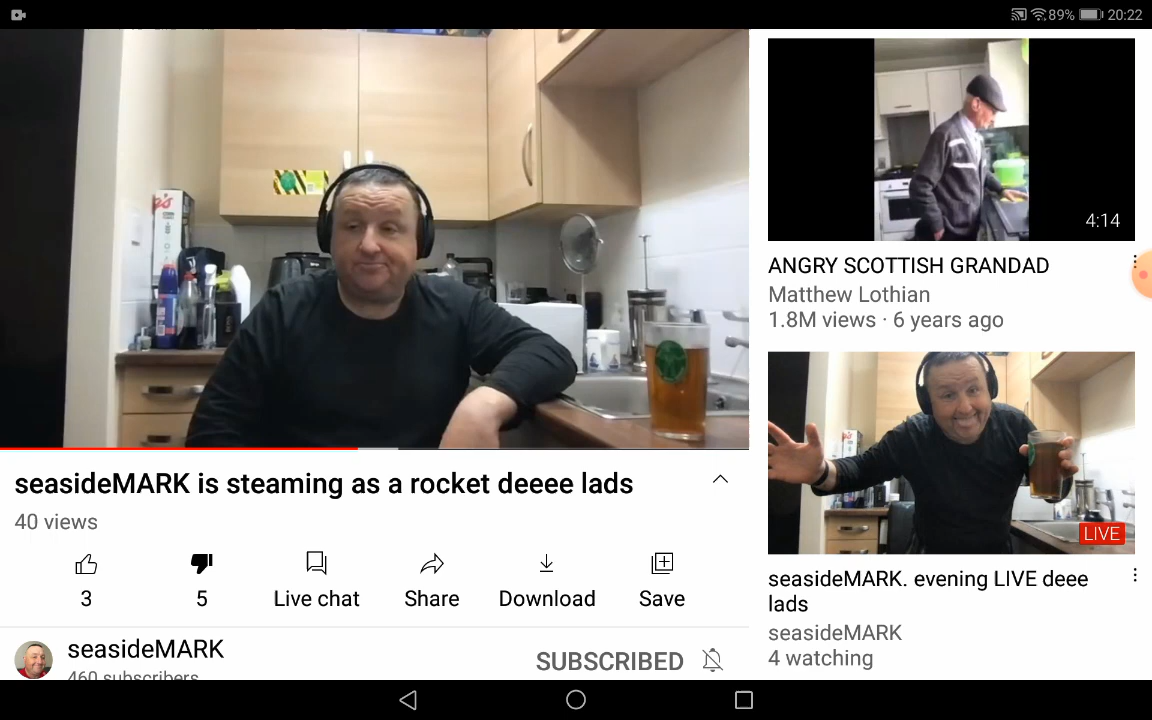 89% 20:22
4:14
ANGRY SCOTTISH GRANDAD
Matthew Lothian
1.8M views · 6 years ago
seasideMARK is steaming as a rocket deeee lads
40 views
3
5
Live chat
Share
Download
Save
seasideMARK
460 subscribers
SUBSCRIBED
LIVE
seasideMARK. evening LIVE deee
lads
seasideMARK
4 watching